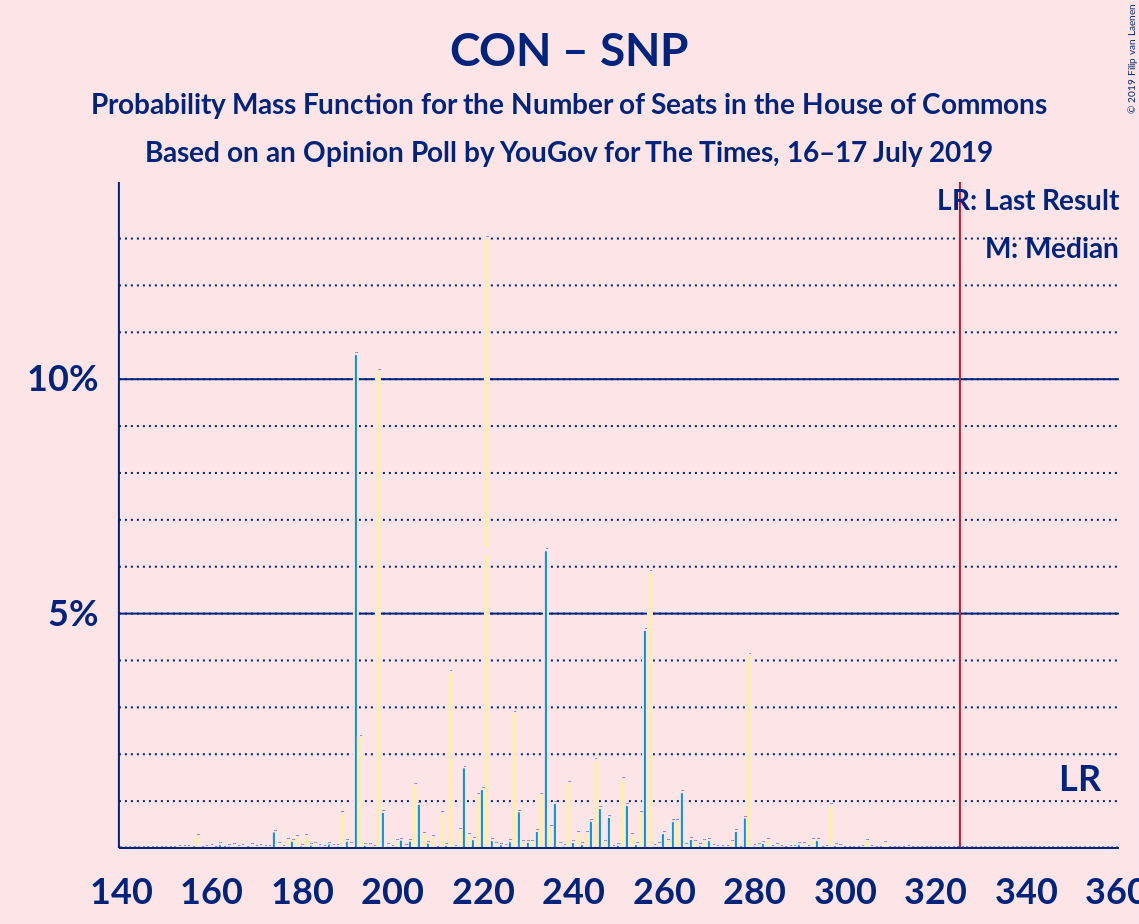 CON – SNP
Probability Mass Function for the Number of Seats in the House of Commons
Based on an Opinion Poll by YouGov for The Times, 16–17 July 2019
© 2019 Filip van Laenen
LR: Last Result
M: Median
10%
5%
LR
140 160 180 200 220 240 260 280 300 320 340 360